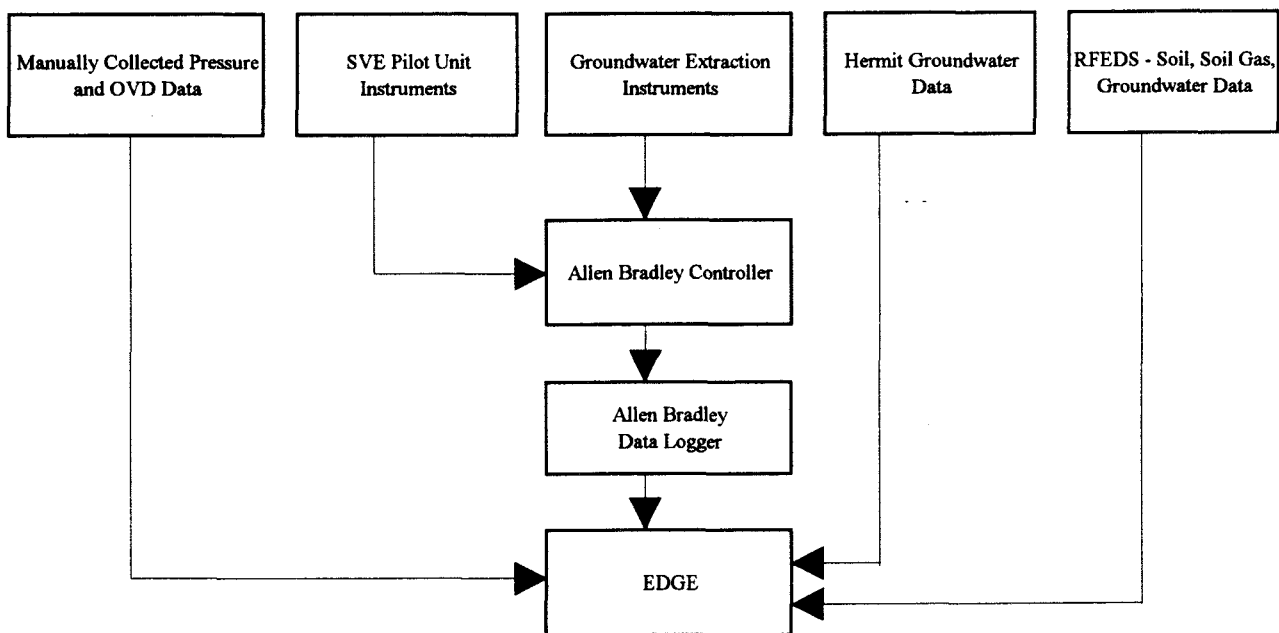 Manually Collected Pressure
and OVD Data
SVE Pilot Unit
Instruments
Groundwater Extraction
Instruments
Hermit Groundwater
Data
RFEDS - Soil, Soil Gas,
Groundwater Data
Allen Bradley Controller
Allen Bradley
Data Logger
EDGE